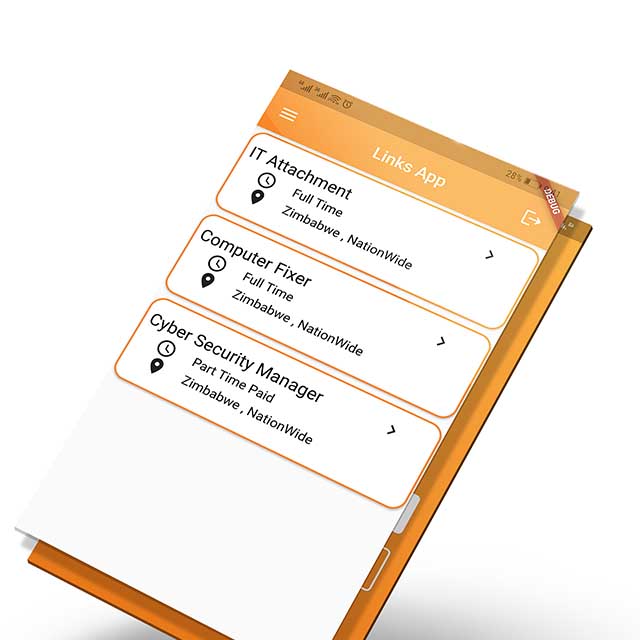 28%
DEBUG
Links App
IT Attachment
Full Time
Zimbabwe , NationWide
Computer Fixer
Full Time
Zimbabwe , NationWide
Cyber Security Manager
Part Time Paid
Zimbabwe , NationWide